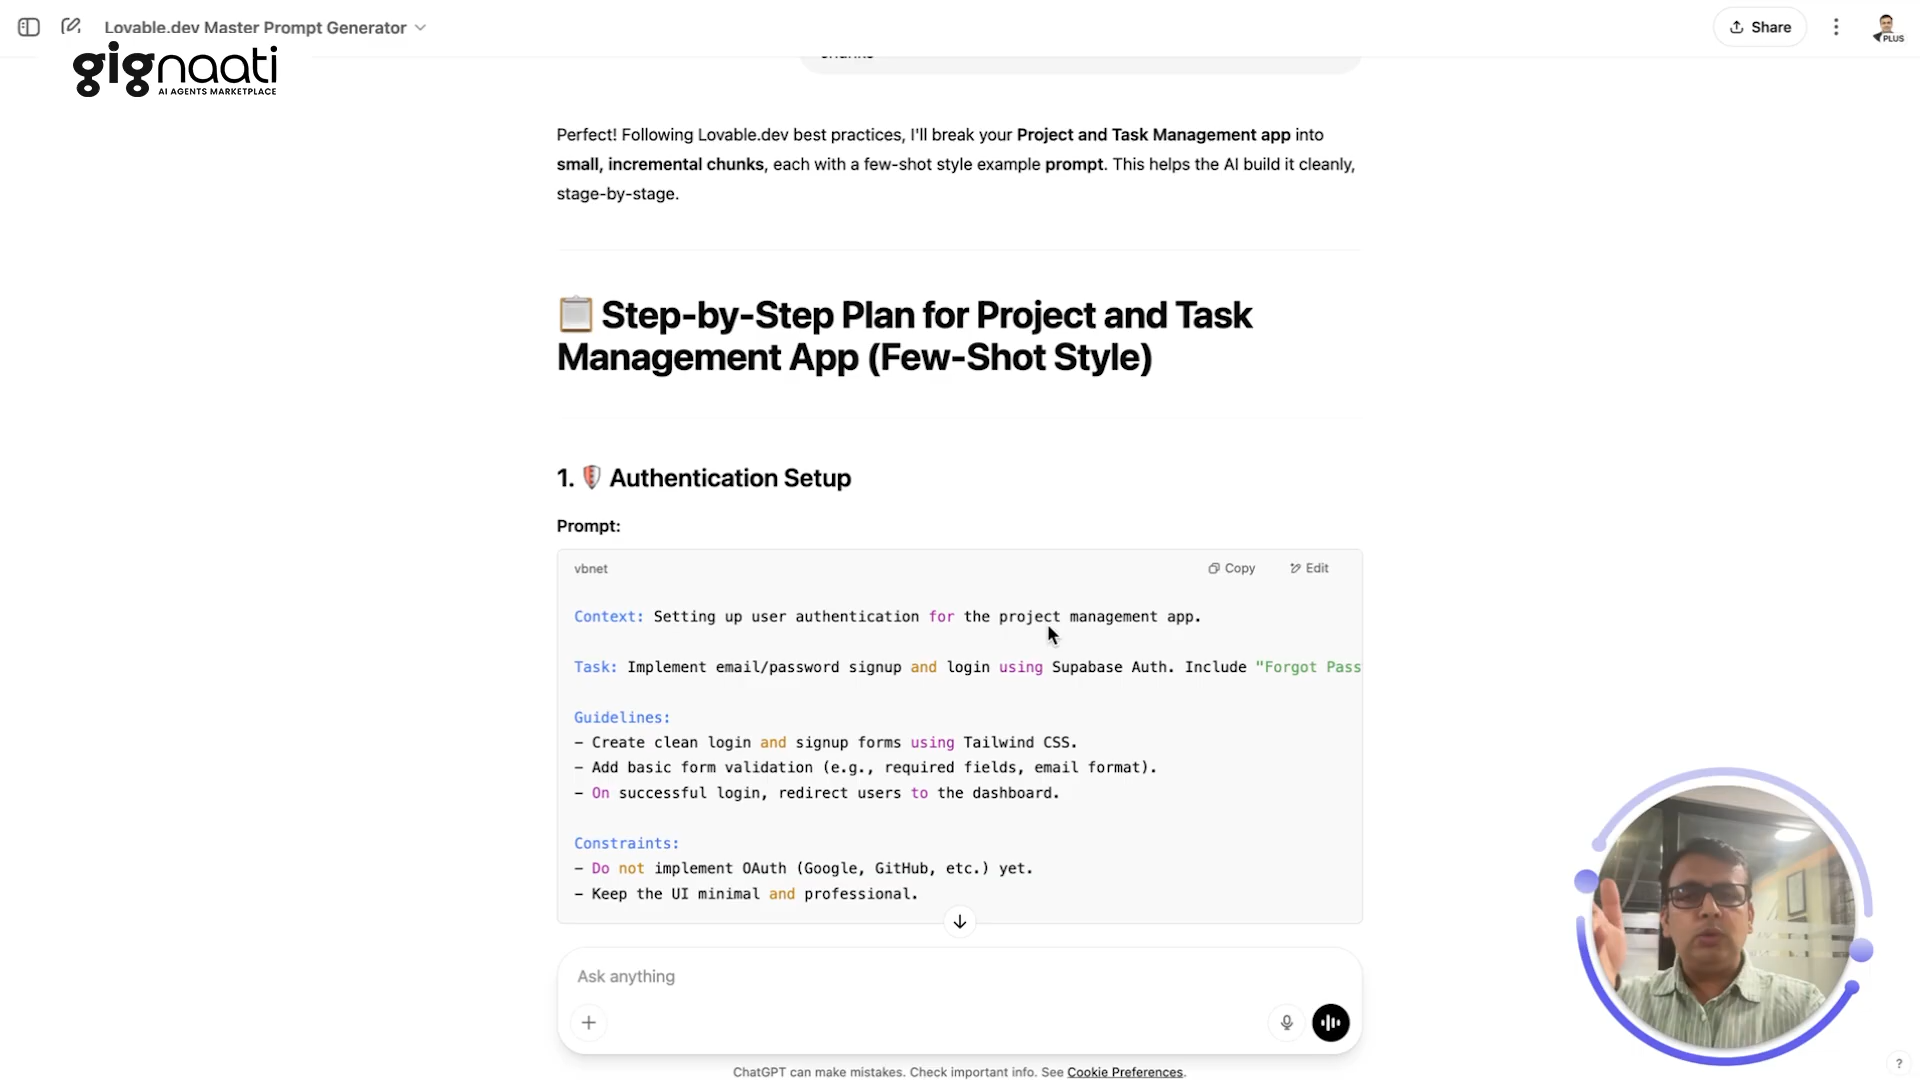 Lovable.dev Master Prompt Generator
Share
PLUS
gignaati
AI AGENTS MARKETPLACE
chunks
Perfect! Following Lovable.dev best practices, I'll break your Project and Task Management app into
small, incremental chunks, each with a few-shot style example prompt. This helps the AI build it cleanly,
stage-by-stage.
📋 Step-by-Step Plan for Project and Task
Management App (Few-Shot Style)
1. 🛡️ Authentication Setup
Prompt:
vbnet
Copy
Edit
Context: Setting up user authentication for the project management app.
Task: Implement email/password signup and login using Supabase Auth. Include "Forgot Pass
Guidelines:
- Create clean login and signup forms using Tailwind CSS.
- Add basic form validation (e.g., required fields, email format).
- On successful login, redirect users to the dashboard.
Constraints:
- Do not implement OAuth (Google, GitHub, etc.) yet.
- Keep the UI minimal and professional.
Ask anything
ChatGPT can make mistakes. Check important info. See Cookie Preferences.
?